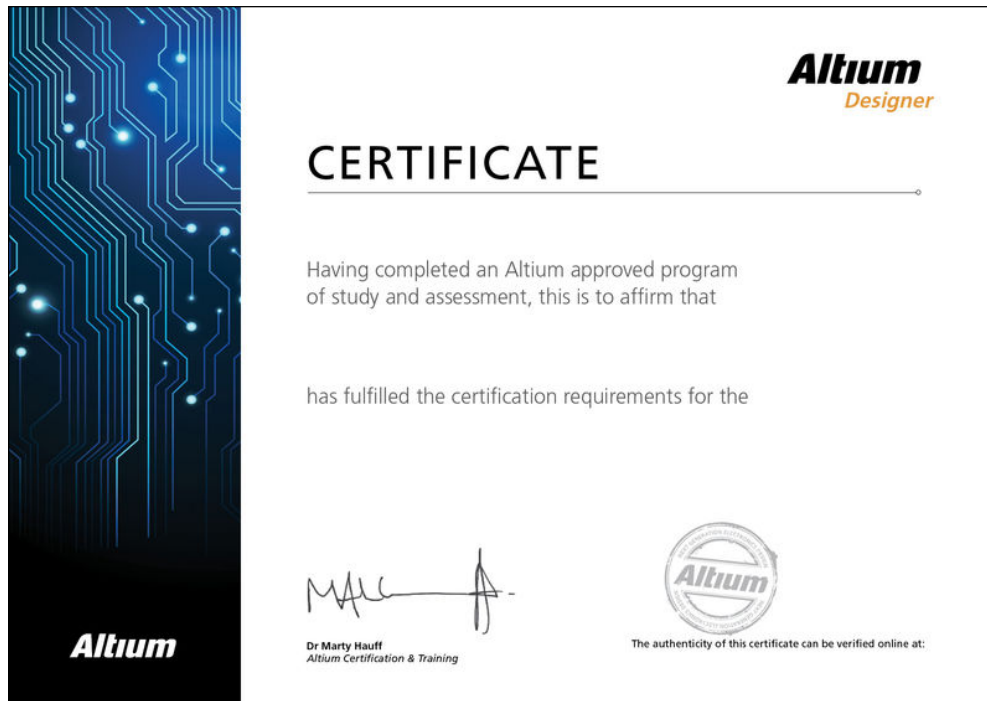 Altium
Designer
CERTIFICATE
Having completed an Altium approved program
of study and assessment, this is to affirm that
has fulfilled the certification requirements for the
Altium
Dr Marty Hauff
Altium Certification & Training
The authenticity of this certificate can be verified online at:
Altium